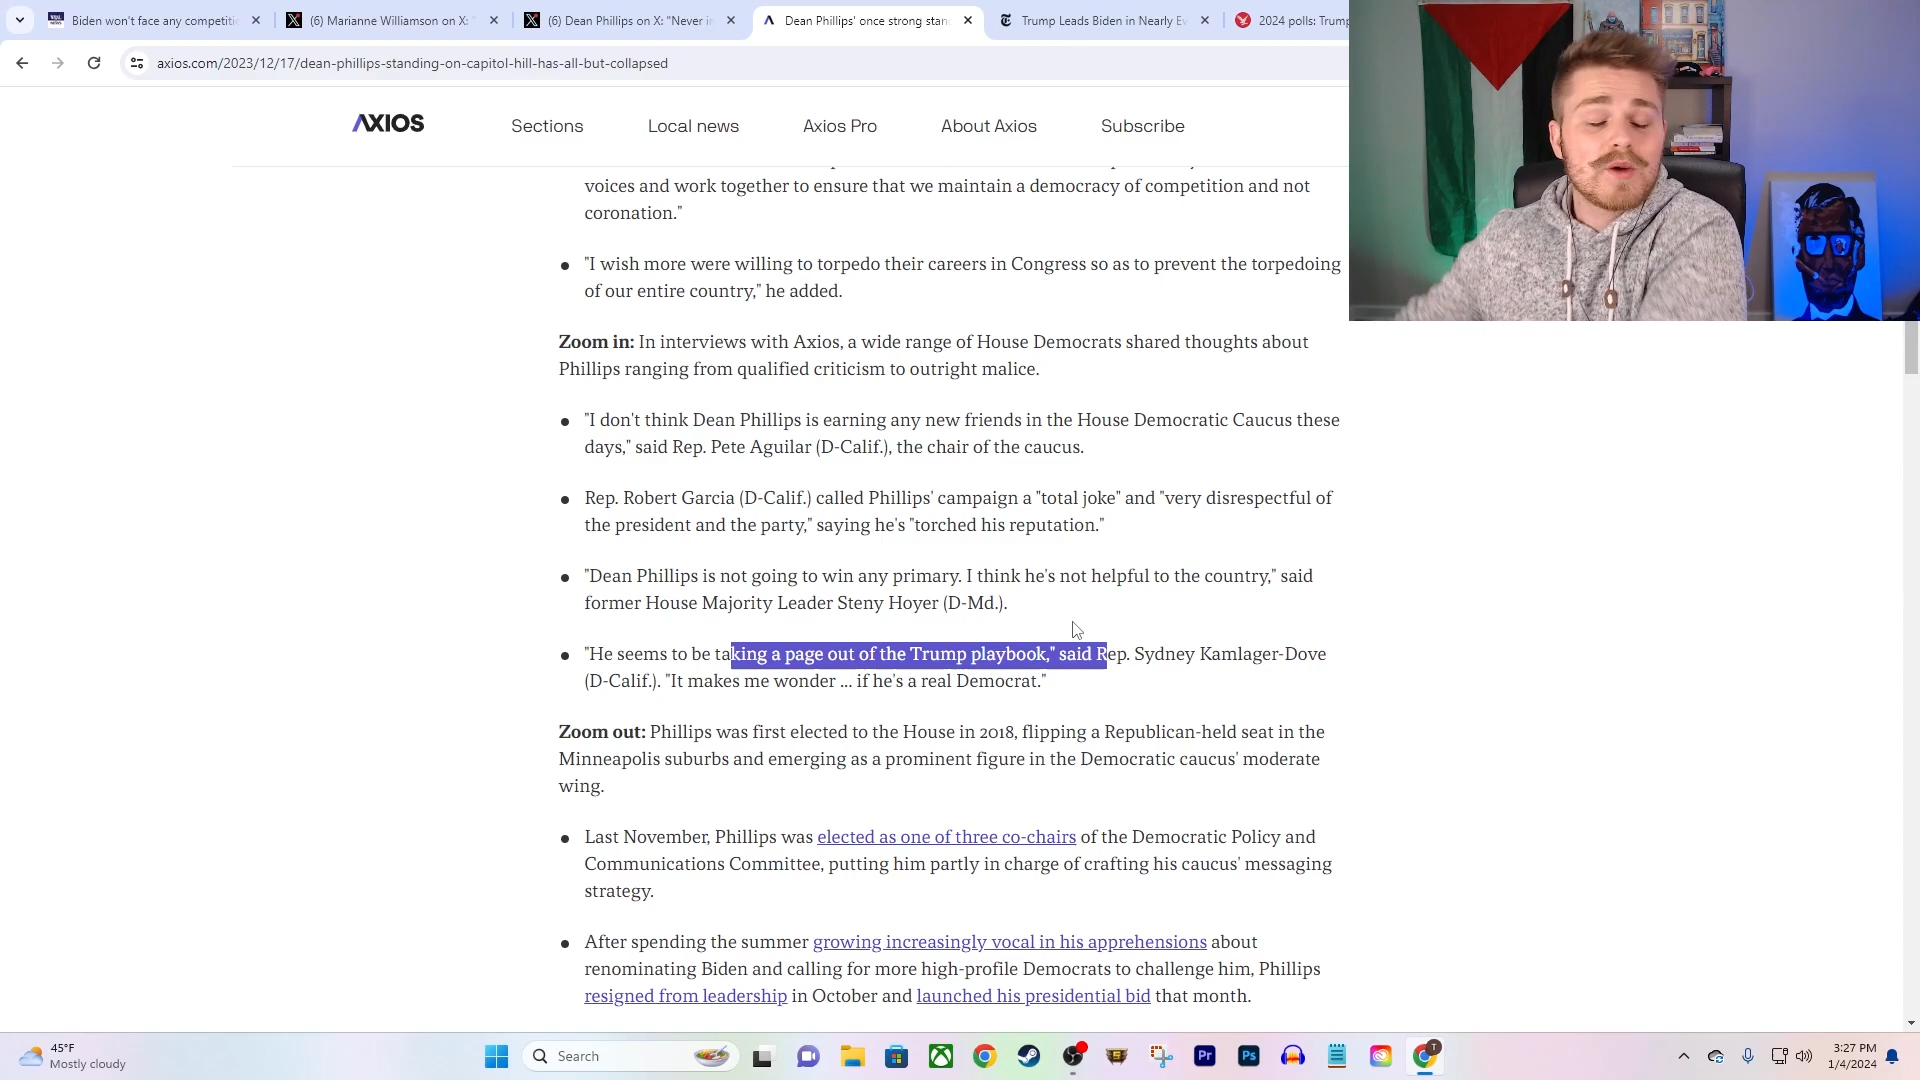 Biden won't face any competiti
(6) Marianne Williamson on X: "
(6) Dean Phillips on X: "Never i
Dean Phillips' once strong stan
Trump Leads Biden in Nearly Ev
2024 polls: Trump
axios.com/2023/12/17/dean-phillips-standing-on-capitol-hill-has-all-but-collapsed
AXIOS
Sections
Local news
Axios Pro
About Axios
Subscribe
voices and work together to ensure that we maintain a democracy of competition and not
coronation."
"I wish more were willing to torpedo their careers in Congress so as to prevent the torpedoing
of our entire country," he added.
Zoom in: In interviews with Axios, a wide range of House Democrats shared thoughts about
Phillips ranging from qualified criticism to outright malice.
"I don't think Dean Phillips is earning any new friends in the House Democratic Caucus these
days," said Rep. Pete Aguilar (D-Calif.), the chair of the caucus.
Rep. Robert Garcia (D-Calif.) called Phillips' campaign a "total joke" and "very disrespectful of
the president and the party," saying he's "torched his reputation."
"Dean Phillips is not going to win any primary. I think he's not helpful to the country," said
former House Majority Leader Steny Hoyer (D-Md.).
"He seems to be taking a page out of the Trump playbook," said Rep. Sydney Kamlager-Dove
(D-Calif.). "It makes me wonder ... if he's a real Democrat."
Zoom out: Phillips was first elected to the House in 2018, flipping a Republican-held seat in the
Minneapolis suburbs and emerging as a prominent figure in the Democratic caucus' moderate
wing.
Last November, Phillips was elected as one of three co-chairs of the Democratic Policy and
Communications Committee, putting him partly in charge of crafting his caucus' messaging
strategy.
After spending the summer growing increasingly vocal in his apprehensions about
renominating Biden and calling for more high-profile Democrats to challenge him, Phillips
resigned from leadership in October and launched his presidential bid that month.
45°F
Mostly cloudy
Search
Pr
Ps
T
3:27 PM
1/4/2024